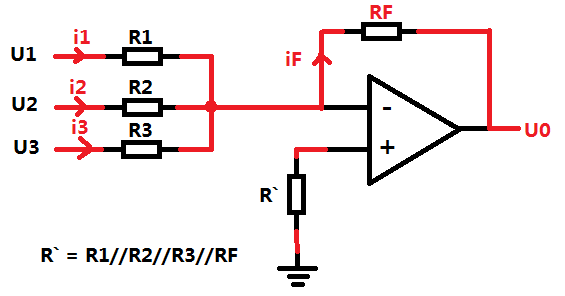 RF
i1
R1
U1
iF
i2
R2
U2
-
i3
R3
U3
+
U0
R`
R` = R1//R2//R3//RF